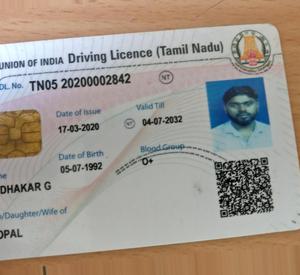 UNION OF INDIA Driving Licence (Tamil Nadu)
DL. No. TN05 20200002842 NT
Date of Issue Valid Till
17-03-2020 NT 04-07-2032
Date of Birth Blood Group
05-07-1992 O+
DHAKAR G
Daughter/Wife of
OPAL